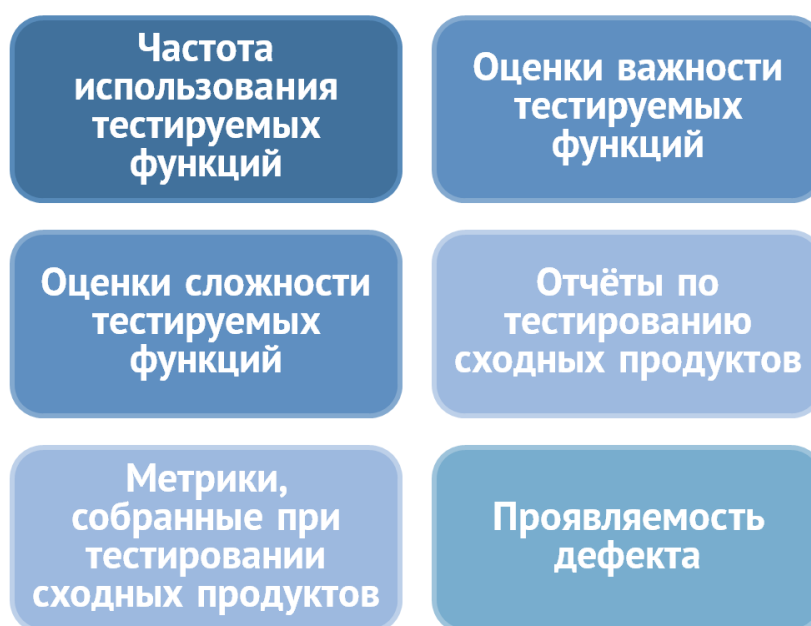 Частота
использования
тестируемых
функций
Оценки важности
тестируемых
функций
Оценки сложности
тестируемых
функций
Отчёты по
тестированию
сходных продуктов
Метрики,
собранные при
тестировании
сходных продуктов
Проявляемость
дефекта